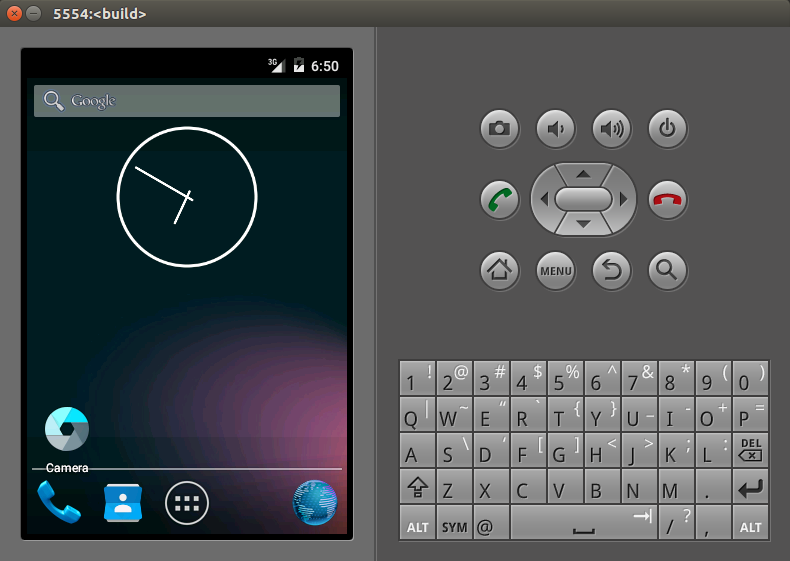 5554:<build>
3G 6:50
Google
Camera
MENU
1 ! 2 @ 3 # 4 $ 5 % 6 ^ 7 & 8 * 9 ( 0 )
Q | W ~ E “ R ` T { Y } U _ I - O + P =
A S \ D ‘ F [ G ] H < J > K ; L : DEL
Z X C V B N M .
ALT SYM @ / ? , ALT